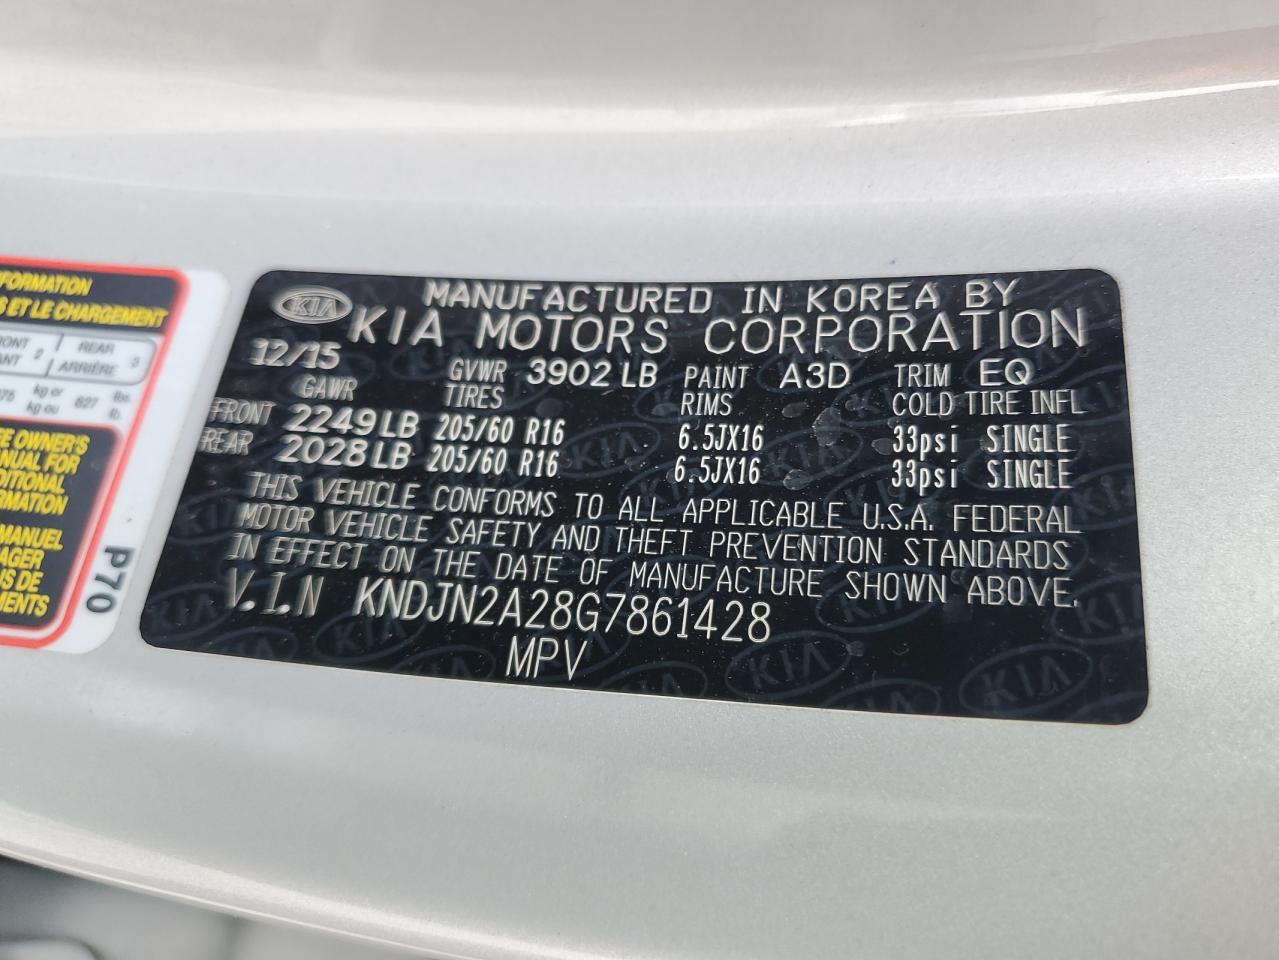 FORMATION
S ET LE CHARGEMENT
2 REAR 3
ARRIÈRE
kg or 827 lbs.
kg ou lb.
OWNER'S
FOR
P70
KIA MANUFACTURED IN KOREA BY
KIA MOTORS CORPORATION
12/15 GVWR 3902 LB PAINT A3D TRIM EQ
GAWR TIRES RIMS COLD TIRE INFL
FRONT 2249 LB 205/60 R16 6.5JX16 33psi SINGLE
REAR 2028 LB 205/60 R16 6.5JX16 33psi SINGLE
THIS VEHICLE CONFORMS TO ALL APPLICABLE U.S.A. FEDERAL
MOTOR VEHICLE SAFETY AND THEFT PREVENTION STANDARDS
IN EFFECT ON THE DATE OF MANUFACTURE SHOWN ABOVE.
V.I.N KNDJN2A28G7861428
MPV